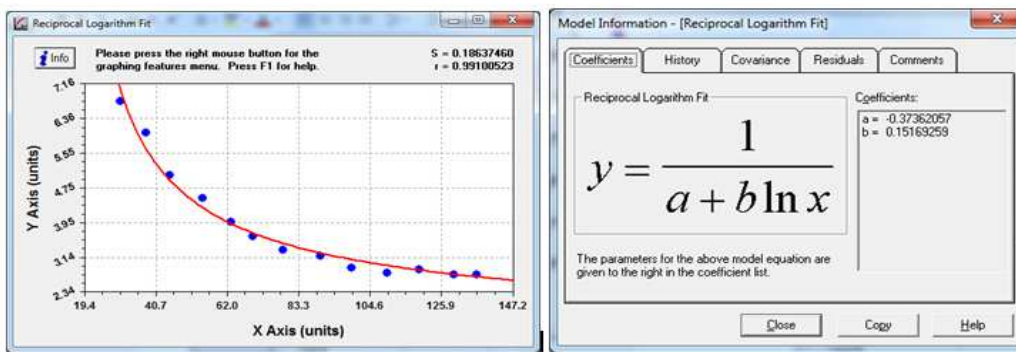 Reciprocal Logarithm Fit
Info
Please press the right mouse button for the
graphing features menu. Press F1 for help.
S = 0.18637460
r = 0.99100523
Y Axis (units)
7.16
6.36
5.55
4.75
3.95
3.14
2.34
19.4 40.7 62.0 83.3 104.6 125.9 147.2
X Axis (units)
Model Information - [Reciprocal Logarithm Fit]
Coefficients History Covariance Residuals Comments
Reciprocal Logarithm Fit
y = 1 / (a + b ln x)
The parameters for the above model equation are
given to the right in the coefficient list.
Coefficients:
a = -0.37362057
b = 0.15169259
Close Copy Help